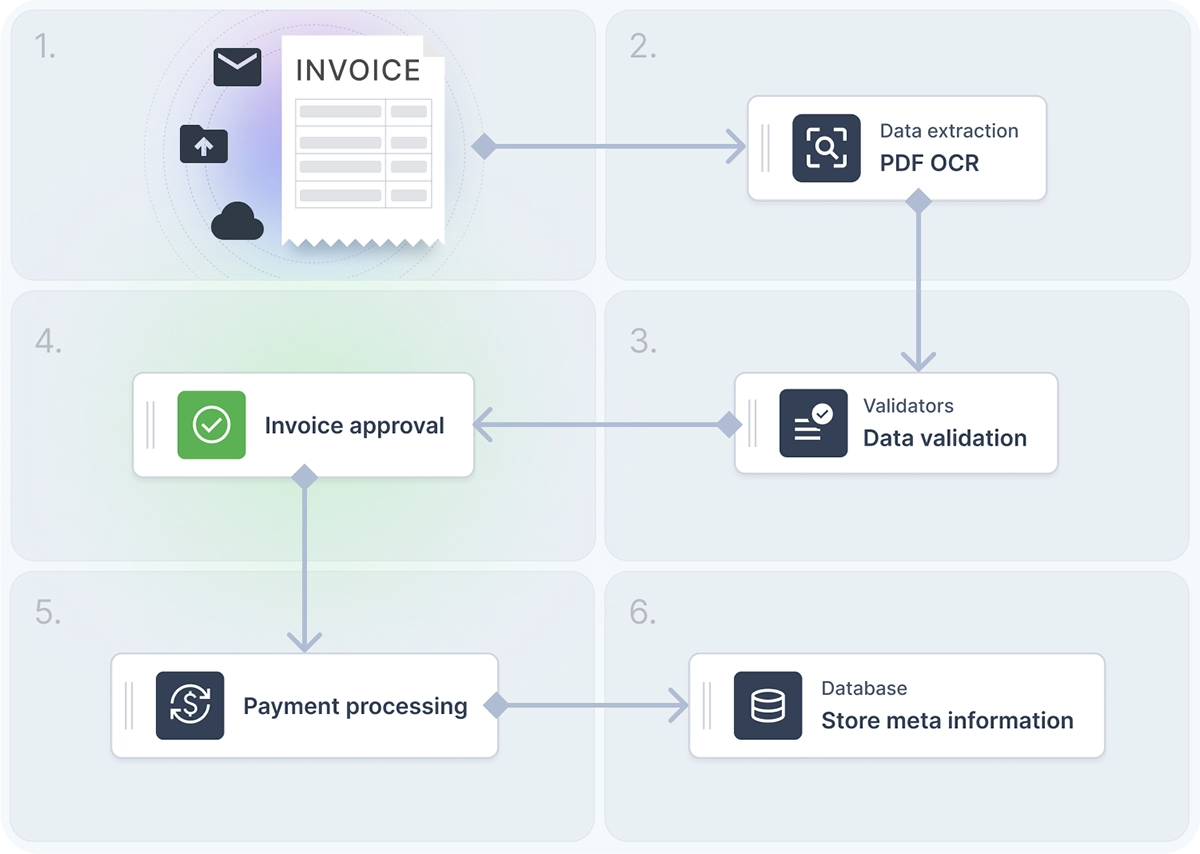 1.
INVOICE
2.
Data extraction
PDF OCR
3.
Validators
Data validation
4.
Invoice approval
5.
Payment processing
6.
Database
Store meta information